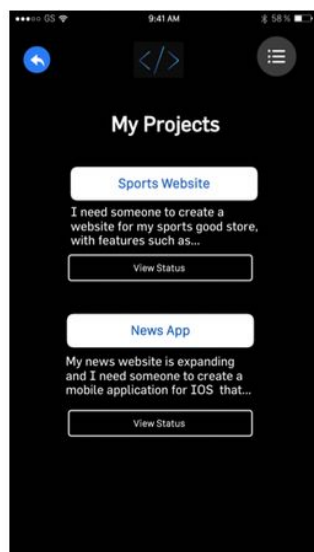 GS 9:41 AM 58 %
</>
My Projects
Sports Website
I need someone to create a
website for my sports good store,
with features such as...
View Status
News App
My news website is expanding
and I need someone to create a
mobile application for IOS that...
View Status